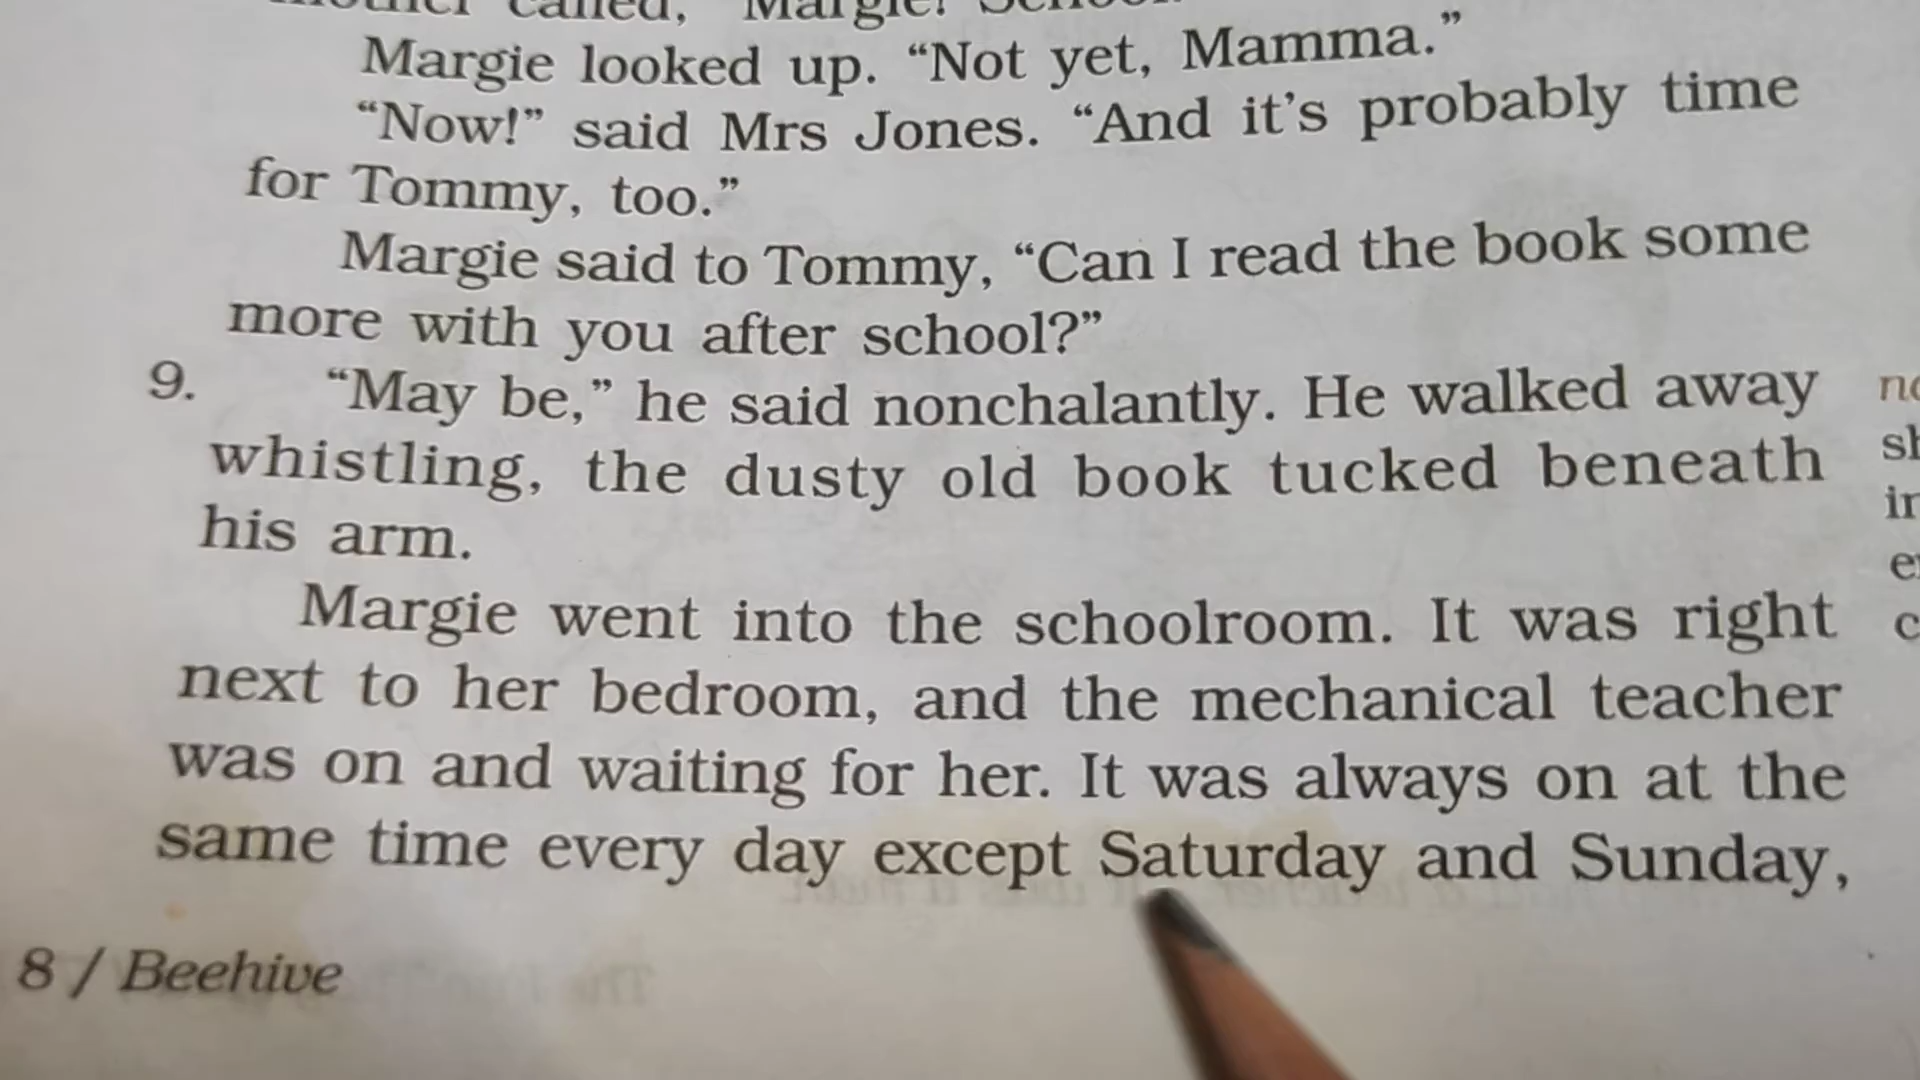 called, "Margie!
Margie looked up. “Not yet, Mamma.”
“Now!” said Mrs Jones. “And it’s probably time
for Tommy, too.”
Margie said to Tommy, “Can I read the book some
more with you after school?”
9. “May be,” he said nonchalantly. He walked away
whistling, the dusty old book tucked beneath
his arm.
Margie went into the schoolroom. It was right
next to her bedroom, and the mechanical teacher
was on and waiting for her. It was always on at the
same time every day except Saturday and Sunday,
8 / Beehive